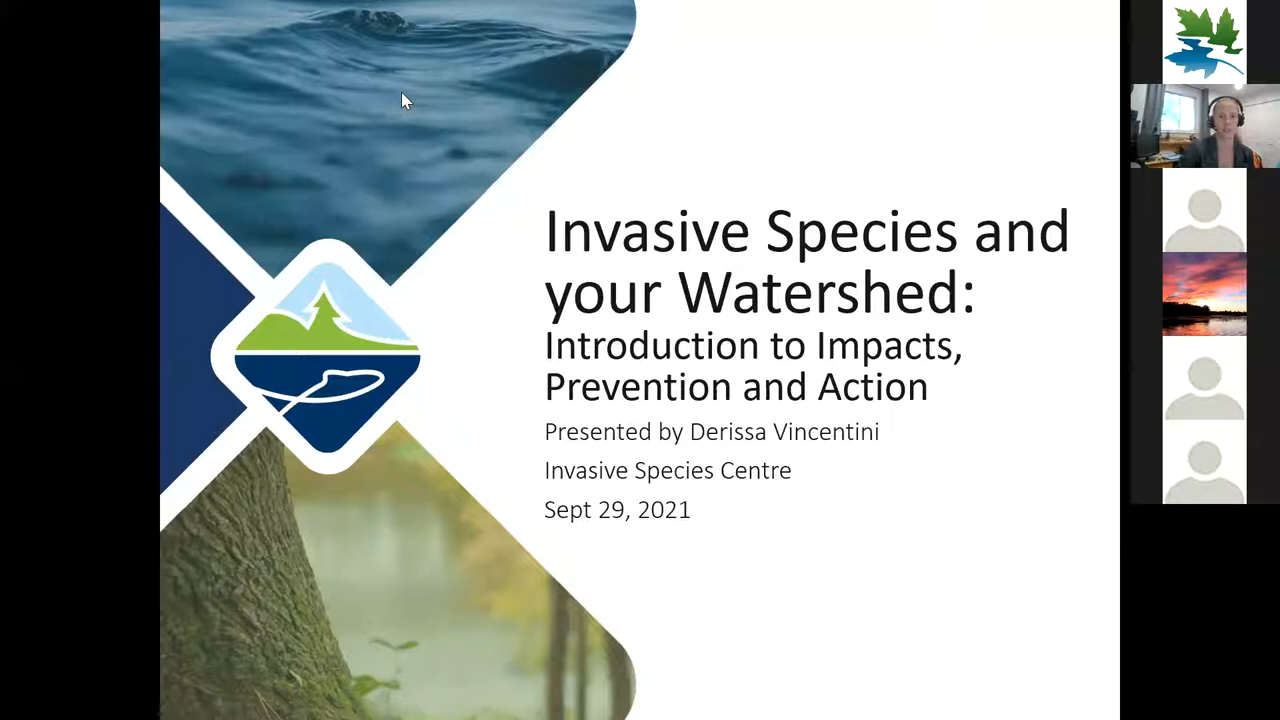 Invasive Species and
your Watershed:
Introduction to Impacts,
Prevention and Action
Presented by Derissa Vincentini
Invasive Species Centre
Sept 29, 2021